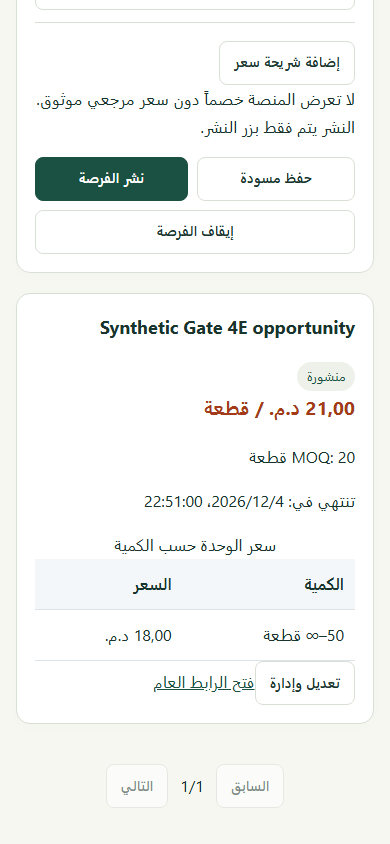 إضافة شريحة سعر
لا تعرض المنصة خصماً دون سعر مرجعي موثوق.
النشر يتم فقط بزر النشر.
حفظ مسودة
نشر الفرصة
إيقاف الفرصة
Synthetic Gate 4E opportunity
منشورة
21,00 د.م. / قطعة
MOQ: 20 قطعة
تنتهي في: 2026/12/4، 22:51:00
سعر الوحدة حسب الكمية
الكمية السعر
50–∞ قطعة 18,00 د.م.
تعديل وإدارة فتح الرابط العام
السابق 1/1 التالي